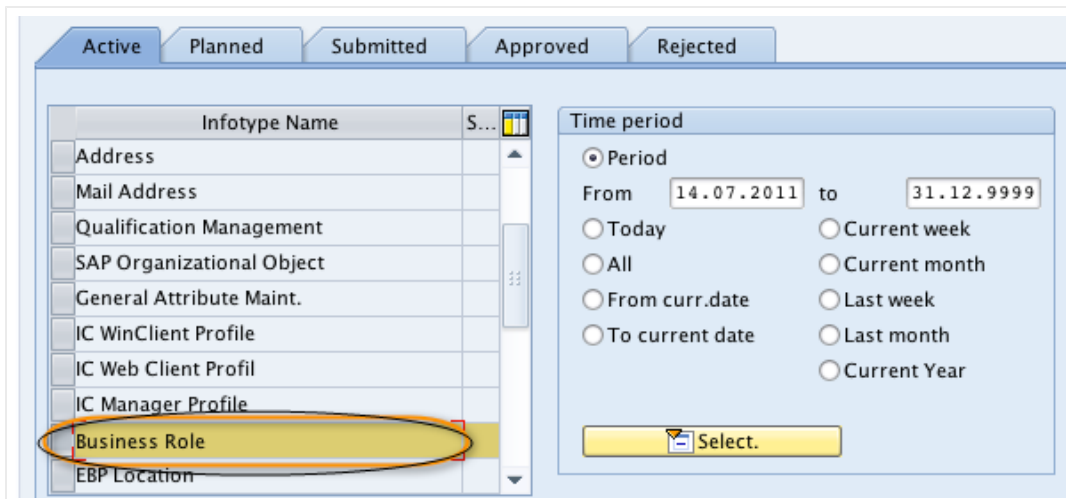 Active Planned Submitted Approved Rejected
Infotype Name S...
Address
Mail Address
Qualification Management
SAP Organizational Object
General Attribute Maint.
IC WinClient Profile
IC Web Client Profil
IC Manager Profile
Business Role
EBP Location
Time period
Period
From 14.07.2011 to 31.12.9999
Today Current week
All Current month
From curr.date Last week
To current date Last month
Current Year
Select.